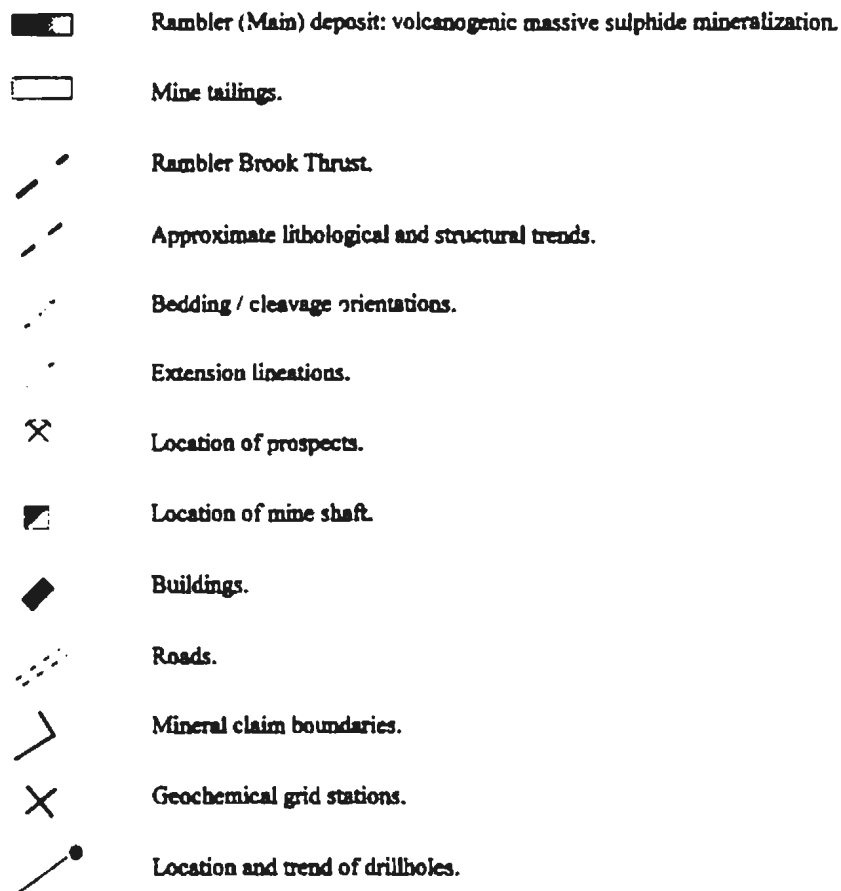 Rambler (Main) deposit: volcanogenic massive sulphide mineralization.
Mine tailings.
Rambler Brook Thrust.
Approximate lithological and structural trends.
Bedding / cleavage orientations.
Extension lineations.
Location of prospects.
Location of mine shaft.
Buildings.
Roads.
Mineral claim boundaries.
Geochemical grid stations.
Location and trend of drillholes.